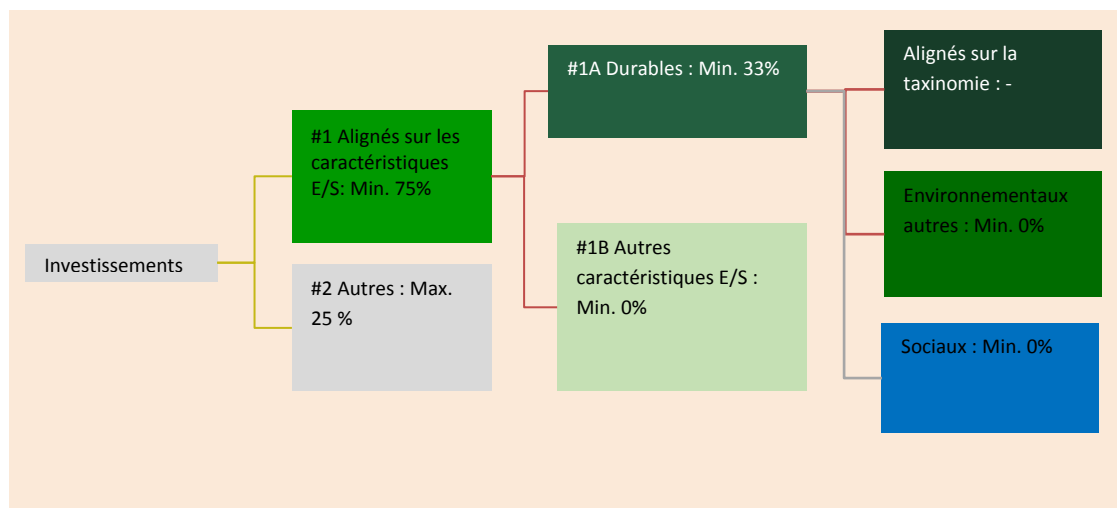 Investissements
#1 Alignés sur les
caractéristiques
E/S: Min. 75%
#2 Autres : Max.
25 %
#1A Durables : Min. 33%
#1B Autres
caractéristiques E/S :
Min. 0%
Alignés sur la
taxinomie : -
Environnementaux
autres : Min. 0%
Sociaux : Min. 0%